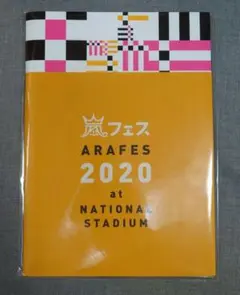 嵐フェス
ARAFES
2020
at
NATIONAL
STADIUM